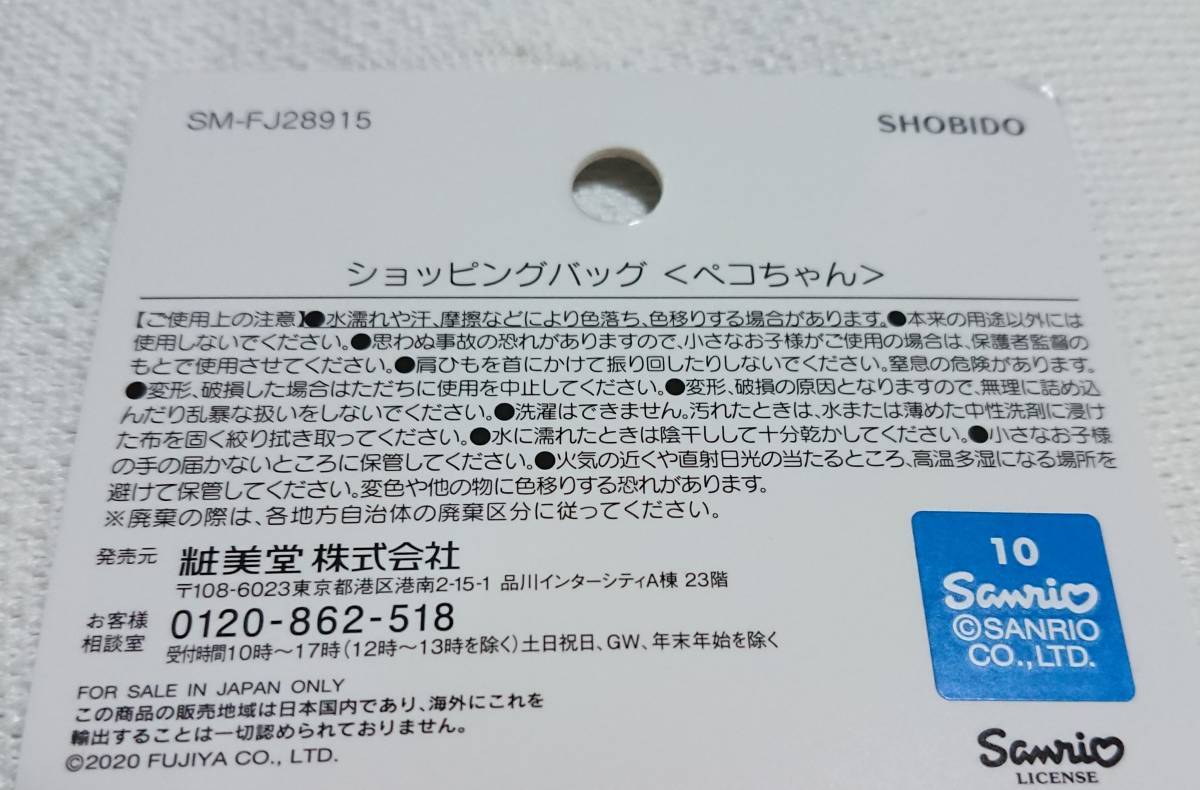 SM-FJ28915
SHOBIDO
ショッピングバッグ <ペコちゃん>
【ご使用上の注意】●水濡れや汗、摩擦などにより色落ち、色移りする場合があります。●本来の用途以外には
使用しないでください。●思わぬ事故の恐れがありますので、小さなお子様がご使用の場合は、保護者監督の
もとで使用させてください。●肩ひもを首にかけて振り回したりしないでください。窒息の危険があります。
●変形、破損した場合はただちに使用を中止してください。●変形、破損の原因となりますので、無理に詰め込
んだり乱暴な扱いをしないでください。●洗濯はできません。汚れたときは、水または薄めた中性洗剤に浸け
た布を固く絞り拭き取ってください。●水に濡れたときは陰干しして十分乾かしてください。●小さなお子様
の手の届かないところに保管してください。●火気の近くや直射日光の当たるところ、高温多湿になる場所を
避けて保管してください。変色や他の物に色移りする恐れがあります。
※廃棄の際は、各地方自治体の廃棄区分に従ってください。
発売元 粧美堂 株式会社
〒108-6023東京都港区港南2-15-1 品川インターシティA棟 23階
お客様
相談室
0120-862-518
受付時間10時～17時(12時～13時を除く)土日祝日、GW、年末年始を除く
FOR SALE IN JAPAN ONLY
この商品の販売地域は日本国内であり、海外にこれを
輸出することは一切認められておりません。
©2020 FUJIYA CO., LTD.
10
Sanrio
©SANRIO
CO.,LTD.
Sanrio
LICENSE